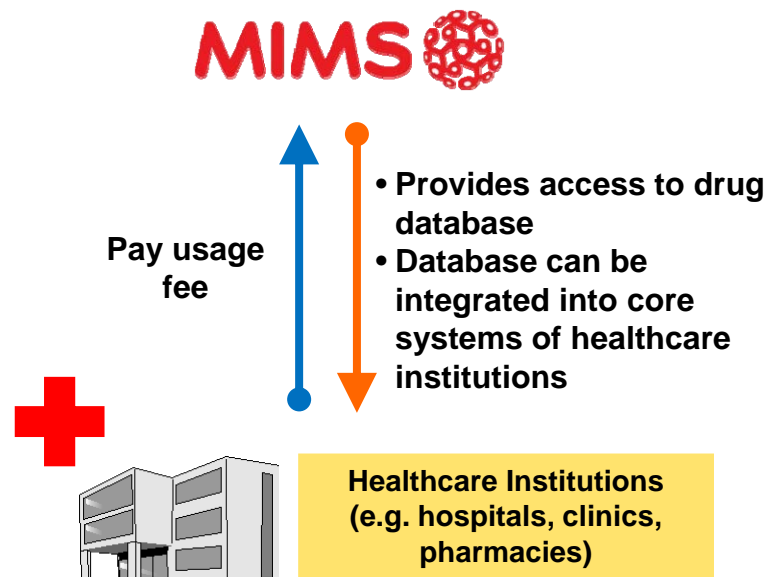 MIMS
Pay usage
fee
• Provides access to drug
database
• Database can be
integrated into core
systems of healthcare
institutions
Healthcare Institutions
(e.g. hospitals, clinics,
pharmacies)